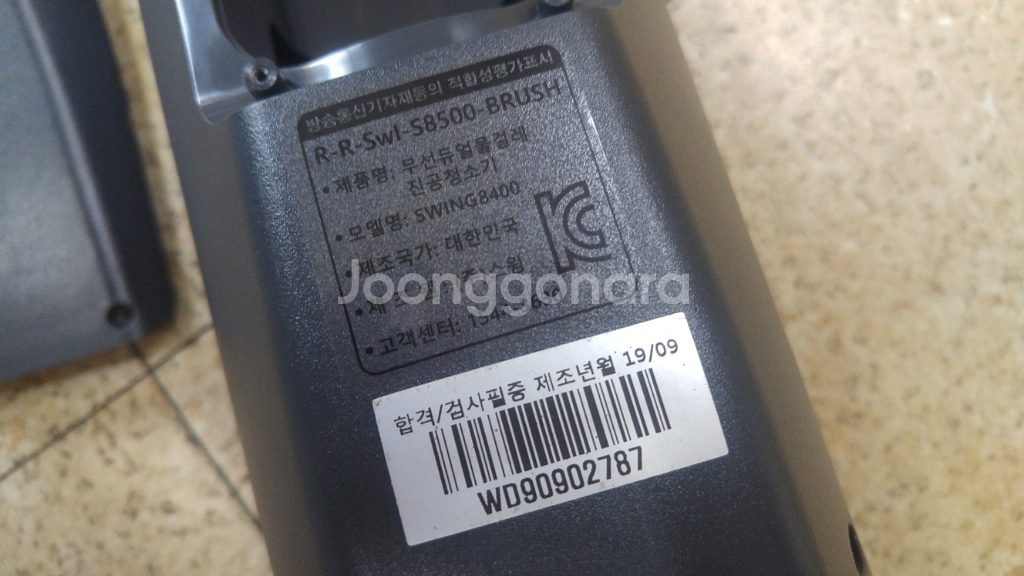 방송통신기자재등의 적합성평가표시
R-R-SwI-S8500-BRUSH
• 제품명: 무선듀얼물걸레
진공청소기
• 모델명: SWING8400
• 제조국가: 대한민국
• 제
• 고객센터:
Joonggonara
합격/검사필증 제조년월 19/09
WD90902787